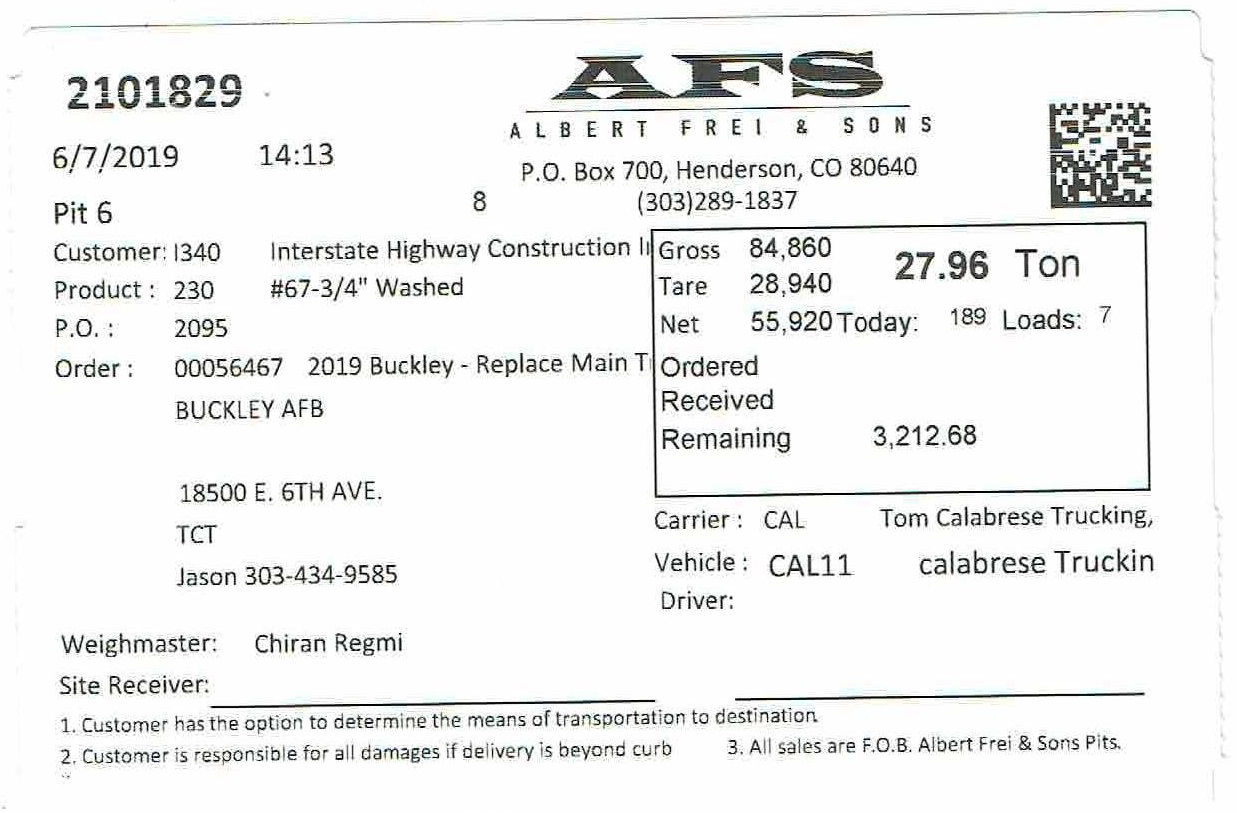 2101829
AFS
ALBERT FREI & SONS
6/7/2019 14:13
P.O. Box 700, Henderson, CO 80640
Pit 6 8 (303)289-1837
Customer: I340 Interstate Highway Construction I
Product : 230 #67-3/4" Washed
P.O. : 2095
Order : 00056467 2019 Buckley - Replace Main T
BUCKLEY AFB
18500 E. 6TH AVE.
TCT
Jason 303-434-9585
Gross 84,860 27.96 Ton
Tare 28,940
Net 55,920 Today: 189 Loads: 7
Ordered
Received
Remaining 3,212.68
Carrier : CAL Tom Calabrese Trucking,
Vehicle : CAL11 calabrese Truckin
Driver:
Weighmaster: Chiran Regmi
Site Receiver:
1. Customer has the option to determine the means of transportation to destination
2. Customer is responsible for all damages if delivery is beyond curb 3. All sales are F.O.B. Albert Frei & Sons Pits.